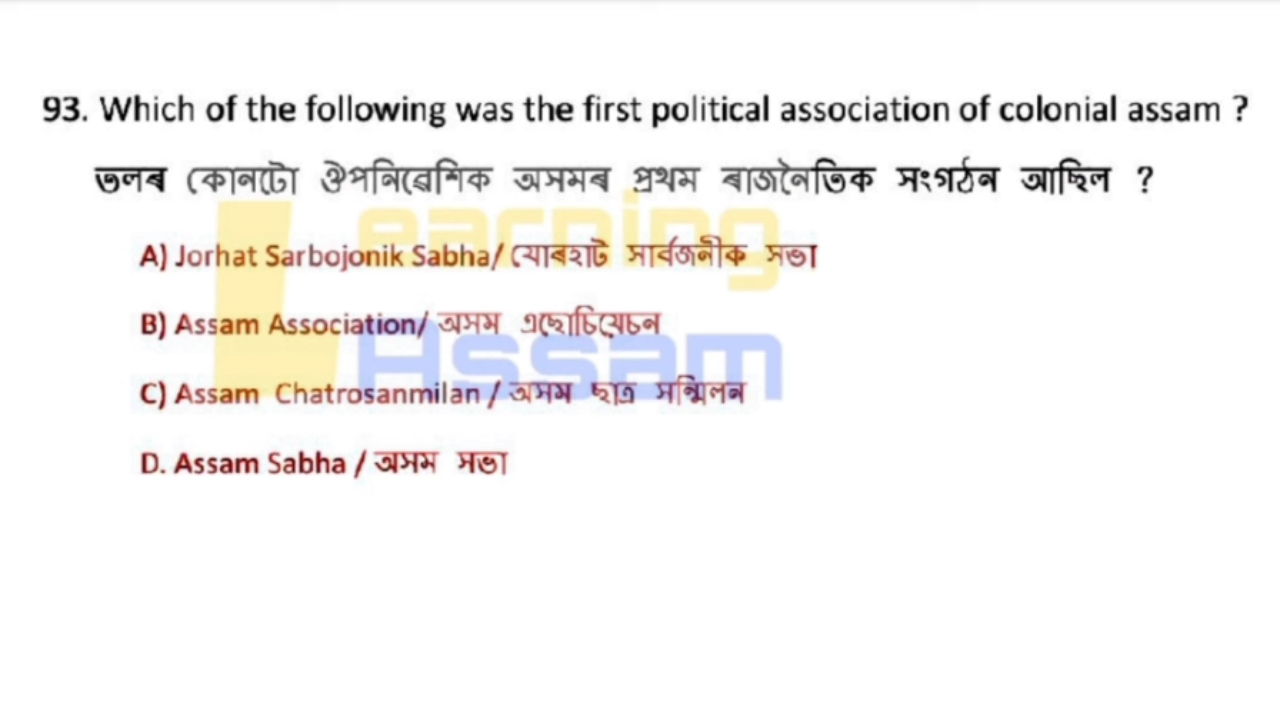 93. Which of the following was the first political association of colonial assam ?
তলৰ কোনটো ঔপনিৱেশিক অসমৰ প্ৰথম ৰাজনৈতিক সংগঠন আছিল ?
A) Jorhat Sarbojonik Sabha/ যোৰহাট সাৰ্বজনীক সভা
B) Assam Association/ অসম এছোচিয়েচন
C) Assam Chatrosanmilan / অসম ছাত্ৰ সন্মিলন
D. Assam Sabha / অসম সভা
Learning
Assam